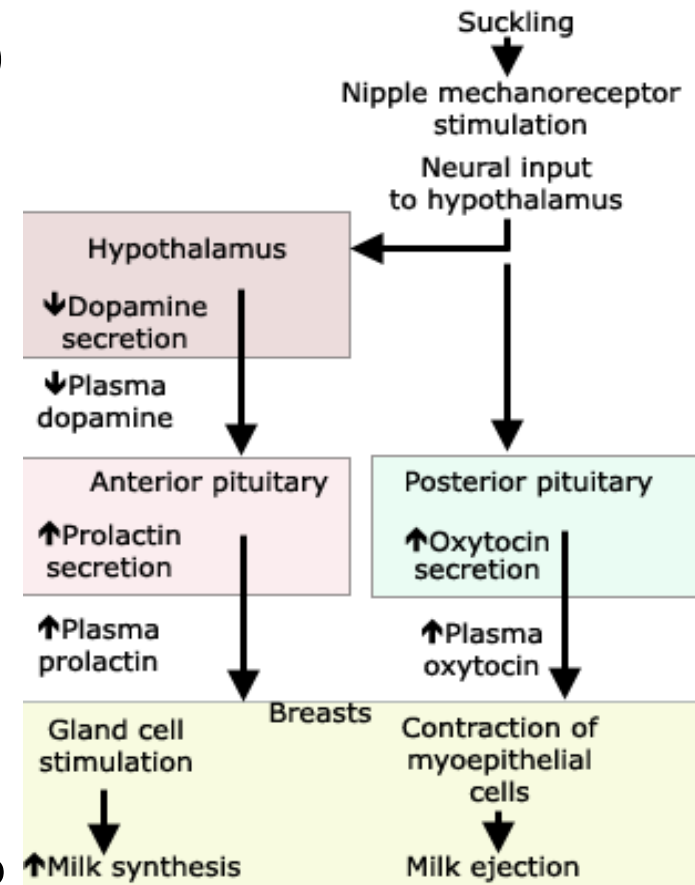 Suckling
Nipple mechanoreceptor
stimulation
Neural input
to hypothalamus
Hypothalamus
↓Dopamine
secretion
↓Plasma
dopamine
Anterior pituitary
↑Prolactin
secretion
↑Plasma
prolactin
Posterior pituitary
↑Oxytocin
secretion
↑Plasma
oxytocin
Breasts
Gland cell
stimulation
↑Milk synthesis
Contraction of
myoepithelial
cells
Milk ejection